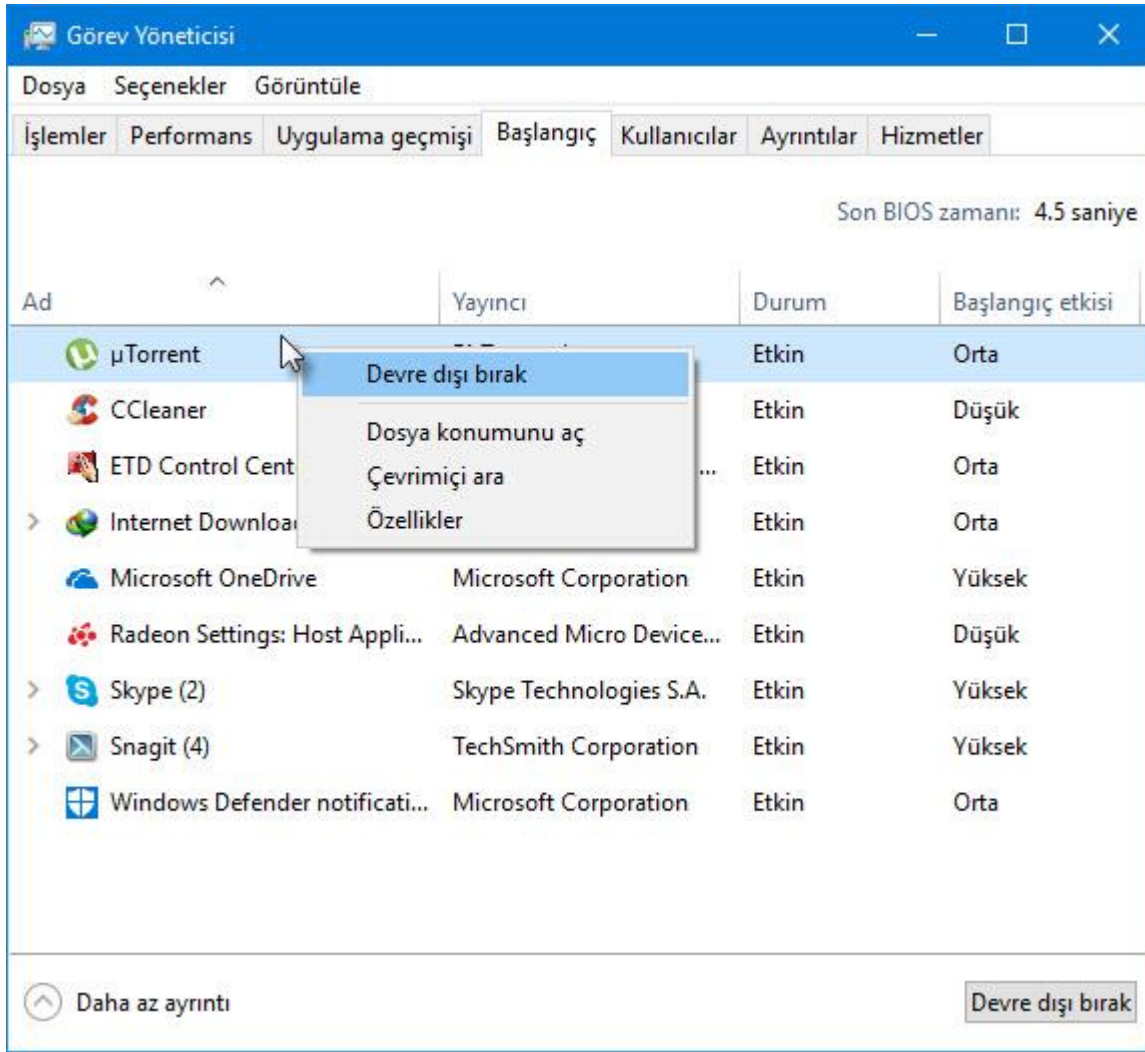 Görev Yöneticisi
Dosya Seçenekler Görüntüle
İşlemler Performans Uygulama geçmişi Başlangıç Kullanıcılar Ayrıntılar Hizmetler
Son BIOS zamanı: 4.5 saniye
Ad Yayıncı Durum Başlangıç etkisi
µTorrent Etkin Orta
Devre dışı bırak
CCleaner Etkin Düşük
Dosya konumunu aç
ETD Control Cent ... Etkin Orta
Çevrimiçi ara
Internet Downloa Etkin Orta
Özellikler
Microsoft OneDrive Microsoft Corporation Etkin Yüksek
Radeon Settings: Host Appli... Advanced Micro Device... Etkin Düşük
Skype (2) Skype Technologies S.A. Etkin Yüksek
Snagit (4) TechSmith Corporation Etkin Yüksek
Windows Defender notificati... Microsoft Corporation Etkin Orta
Daha az ayrıntı Devre dışı bırak